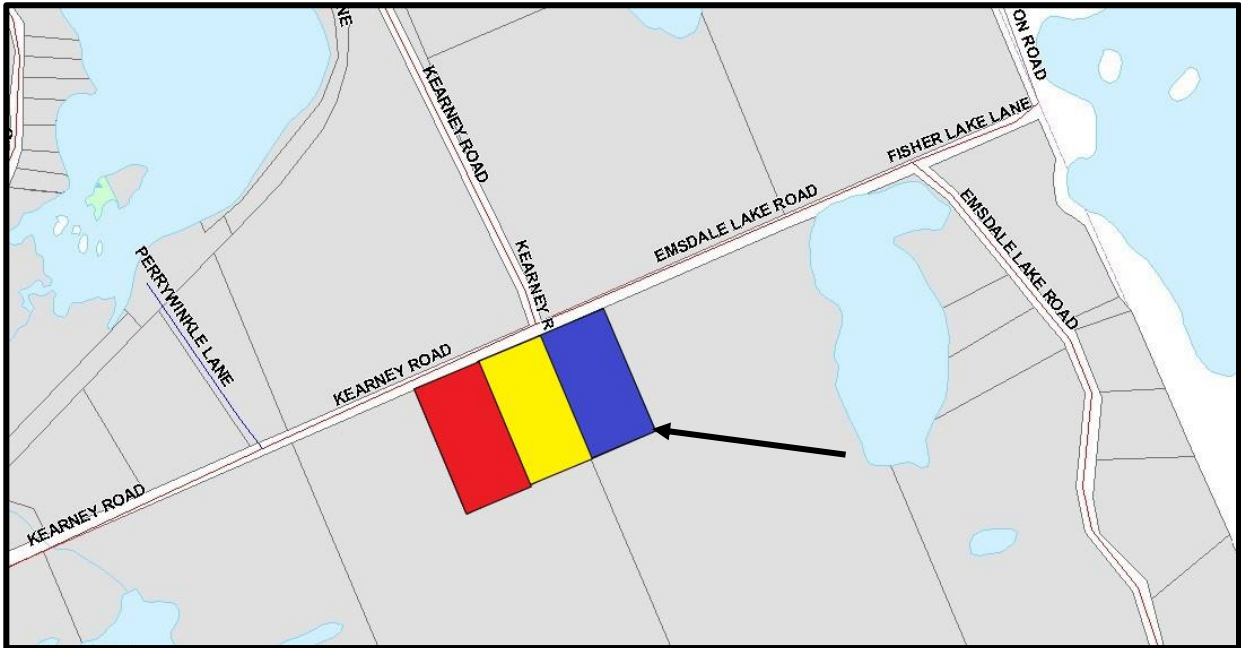 NE
KEARNEY ROAD
ON ROAD
FISHER LAKE LANE
EMSDALE LAKE ROAD
EMSDALE LAKE ROAD
KEARNEY R
PERRYWINKLE LANE
KEARNEY ROAD
KEARNEY ROAD